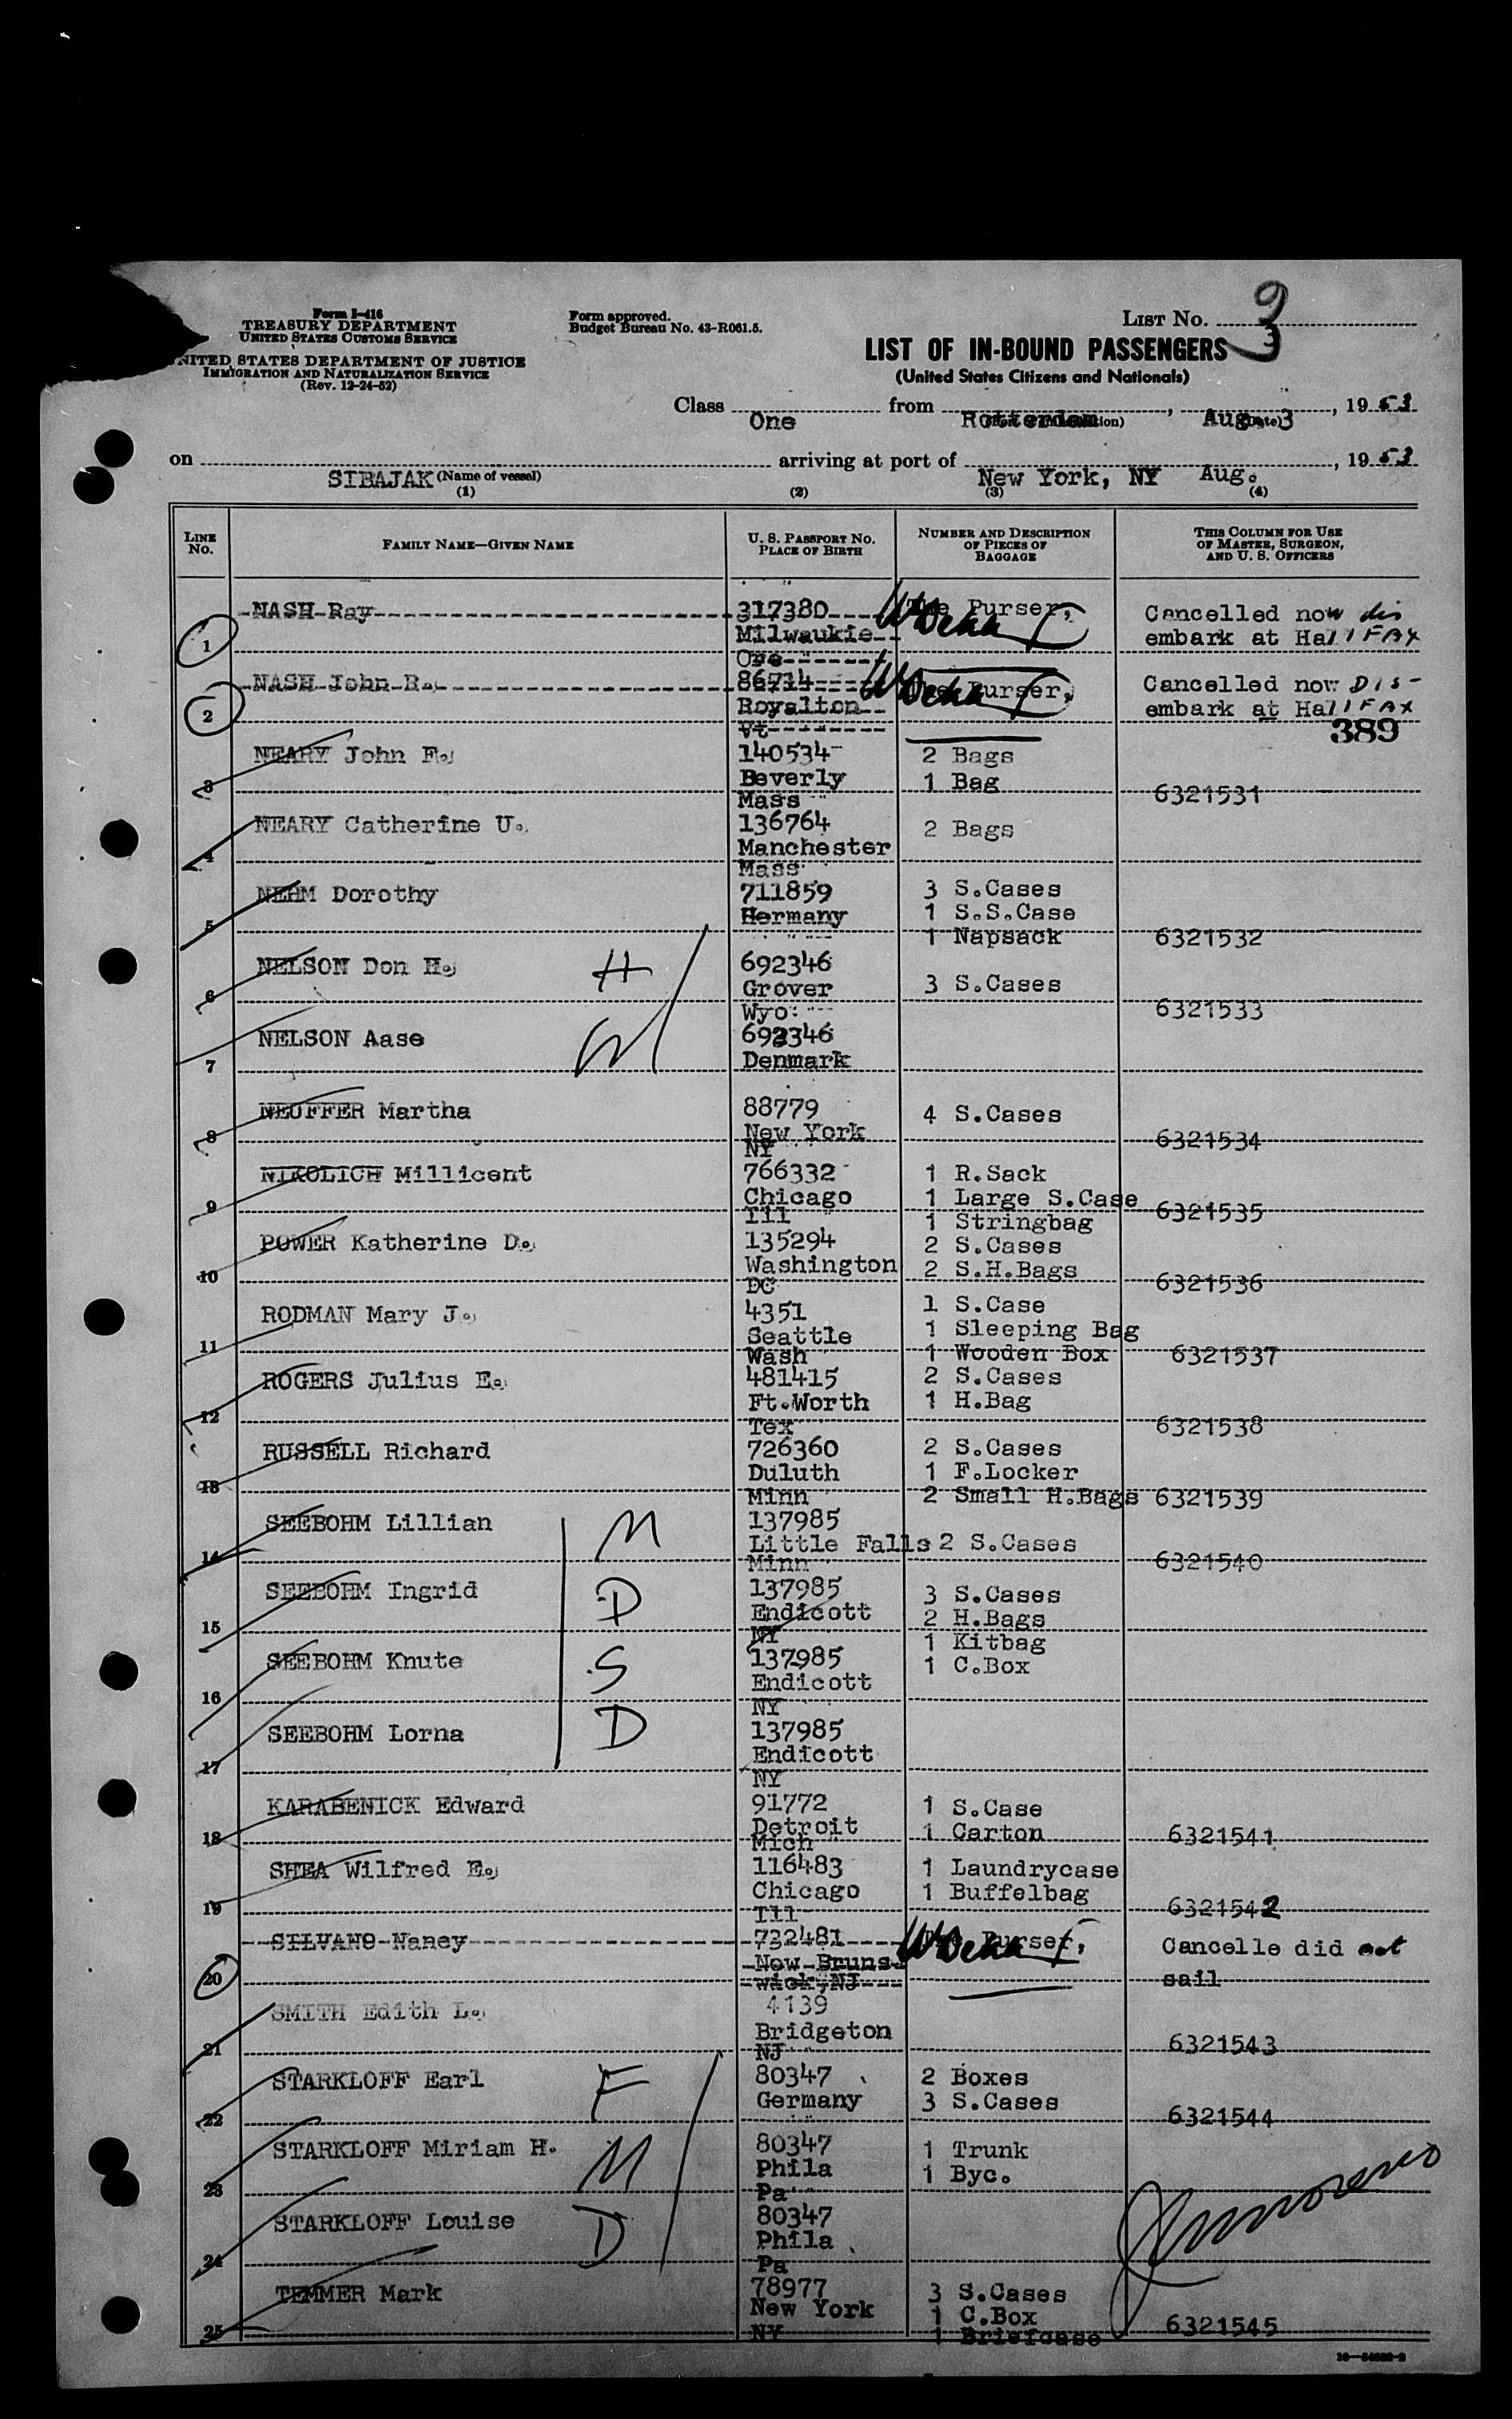 Form I-416
TREASURY DEPARTMENT
UNITED STATES CUSTOMS SERVICE
NITED STATES DEPARTMENT OF JUSTICE
IMMIGRATION AND NATURALIZATION SERVICE
(Rev. 12-24-52)
Form approved.
Budget Bureau No. 43-R061.5.
LIST No. 9
3
LIST OF IN-BOUND PASSENGERS
(United States Citizens and Nationals)
Class One from Rotterdam, Aug. 3, 1953
on SIBAJAK (Name of vessel) arriving at port of New York, NY Aug. , 1953
(1) (2) (3) (4)
LINE No. FAMILY NAME—GIVEN NAME U. S. PASSPORT NO. PLACE OF BIRTH NUMBER AND DESCRIPTION OF PIECES OF BAGGAGE THIS COLUMN FOR USE OF MASTER, SURGEON, AND U. S. OFFICERS
NASH Ray 317380 The Purser, Cancelled now dis
1 Milwaukie embark at HalIFAX
Ore
NASH John R. 86714 The Purser, Cancelled now DIS-
2 Royalton embark at HalIFAX
Vt 389
NEARY John F. 140534 2 Bags
3 Beverly 1 Bag 6321531
Mass
NEARY Catherine U. 136764 2 Bags
4 Manchester
Mass
NEHM Dorothy 711859 3 S.Cases
5 Germany 1 S.S.Case
1 Napsack 6321532
NELSON Don H. H 692346
6 Grover 3 S.Cases 6321533
Wyo
NELSON Aase W 692346
7 Denmark
NEUFFER Martha 88779 4 S.Cases
8 New York 6321534
NY
NIKOLICH Millicent 766332 1 R.Sack
9 Chicago 1 Large S.Case 6321535
Ill 1 Stringbag
POWER Katherine D. 135294 2 S.Cases
10 Washington 2 S.H.Bags 6321536
DC
RODMAN Mary J. 4351 1 S.Case
11 Seattle 1 Sleeping Bag
Wash 1 Wooden Box 6321537
ROGERS Julius E. 481415 2 S.Cases
12 Ft.Worth 1 H.Bag 6321538
Tex
RUSSELL Richard 726360 2 S.Cases
13 Duluth 1 F.Locker
Minn 2 Small H.Bags 6321539
SEEBOHM Lillian M 137985
14 Little Falls 2 S.Cases 6321540
Minn
SEEBOHM Ingrid D 137985 3 S.Cases
15 Endicott 2 H.Bags
NY 1 Kitbag
SEEBOHM Knute S 137985 1 C.Box
16 Endicott
NY
SEEBOHM Lorna D 137985
17 Endicott
NY
KARABENICK Edward 91772 1 S.Case
18 Detroit 1 Carton 6321541
Mich
SHEA Wilfred E. 116483 1 Laundrycase
19 Chicago 1 Buffelbag 6321542
Ill
SILVANO Nancy 732481 The Purser, Cancelle did not
20 New Bruns sail
wick, NJ
SMITH Edith L. 4139
21 Bridgeton 6321543
NJ
STARKLOFF Earl F 80347 2 Boxes
22 Germany 3 S.Cases 6321544
STARKLOFF Miriam H. M 80347 1 Trunk
23 Phila 1 Byc.
Pa
STARKLOFF Louise D 80347
24 Phila
Pa
TEMMER Mark 78977 3 S.Cases
25 New York 1 C.Box 6321545
NY 1 Briefcase